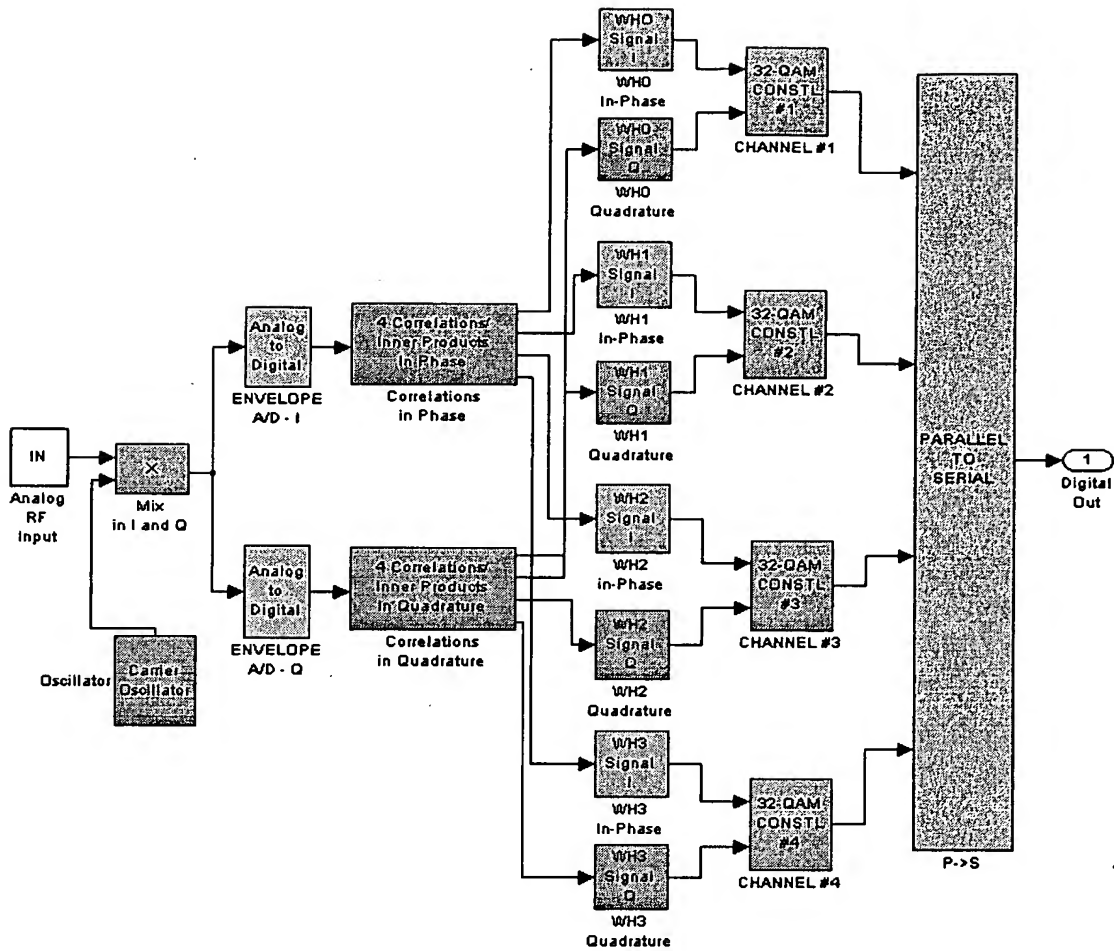 WH0
Signal
I
WH0
In-Phase
WH0
Signal
Q
WH0
Quadrature
32-QAM
CONSTL
#1
CHANNEL #1
WH1
Signal
I
WH1
In-Phase
WH1
Signal
Q
WH1
Quadrature
32-QAM
CONSTL
#2
CHANNEL #2
Analog
to
Digital
ENVELOPE
A/D - I
4 Correlations/
Inner Products
In Phase
Correlations
in Phase
IN
Analog
RF
Input
X
Mix
in I and Q
Analog
to
Digital
ENVELOPE
A/D - Q
4 Correlations/
Inner Products
In Quadrature
Correlations
in Quadrature
Oscillator
Carrier
Oscillator
WH2
Signal
I
WH2
in-Phase
WH2
Signal
Q
WH2
Quadrature
32-QAM
CONSTL
#3
CHANNEL #3
WH3
Signal
I
WH3
In-Phase
WH3
Signal
Q
WH3
Quadrature
32-QAM
CONSTL
#4
CHANNEL #4
PARALLEL
TO
SERIAL
P->S
1
Digital
Out